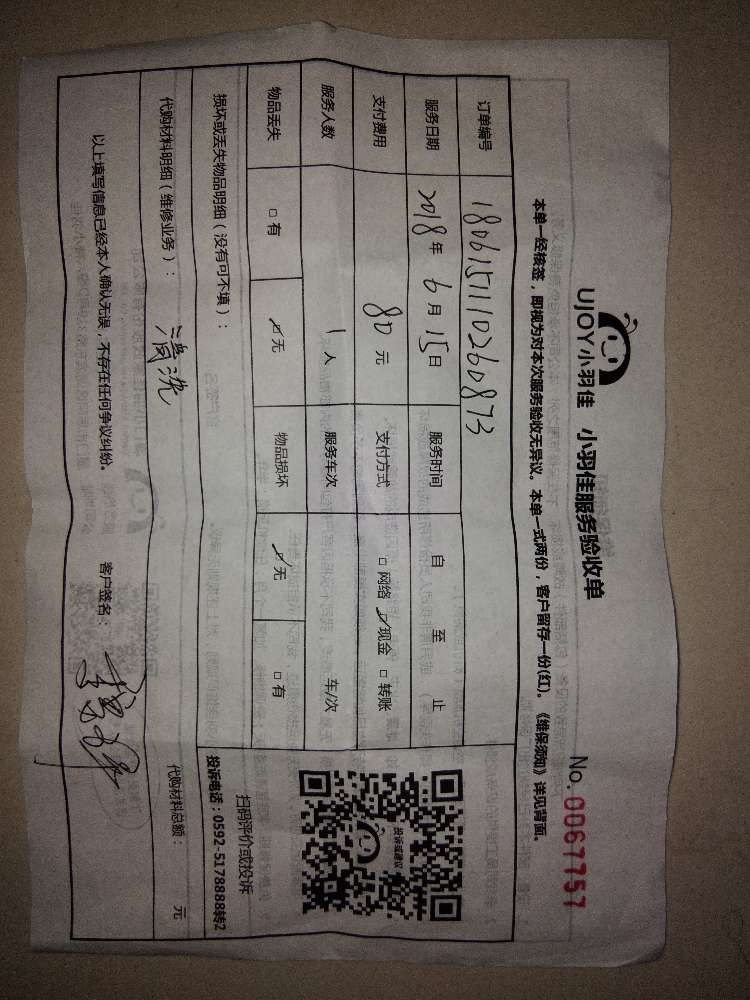 UJOY小羽佳 小羽佳服务验收单
No. 0067757
本单一经核签，即视为对本次服务验收无异议。本单一式两份，客户留存一份(红)。《维保须知》详见背面。
订单编号 180615110260873
服务日期 2018年6月15日 服务时间 自 至 止
支付费用 80元 支付方式 □网络 ☑现金 □转账
服务人数 1人 服务车次 车/次
物品丢失 □有 ☑无 物品损坏 ☑无 □有
投诉或建议
扫码评价或投诉
投诉电话：0592-5178888转2
损坏或丢失物品明细（没有可不填）：
代购材料明细（维修业务）： 清洗 代购材料总额： 元
以上填写信息已经本人确认无误，不存在任何争议纠纷。 客户签名：